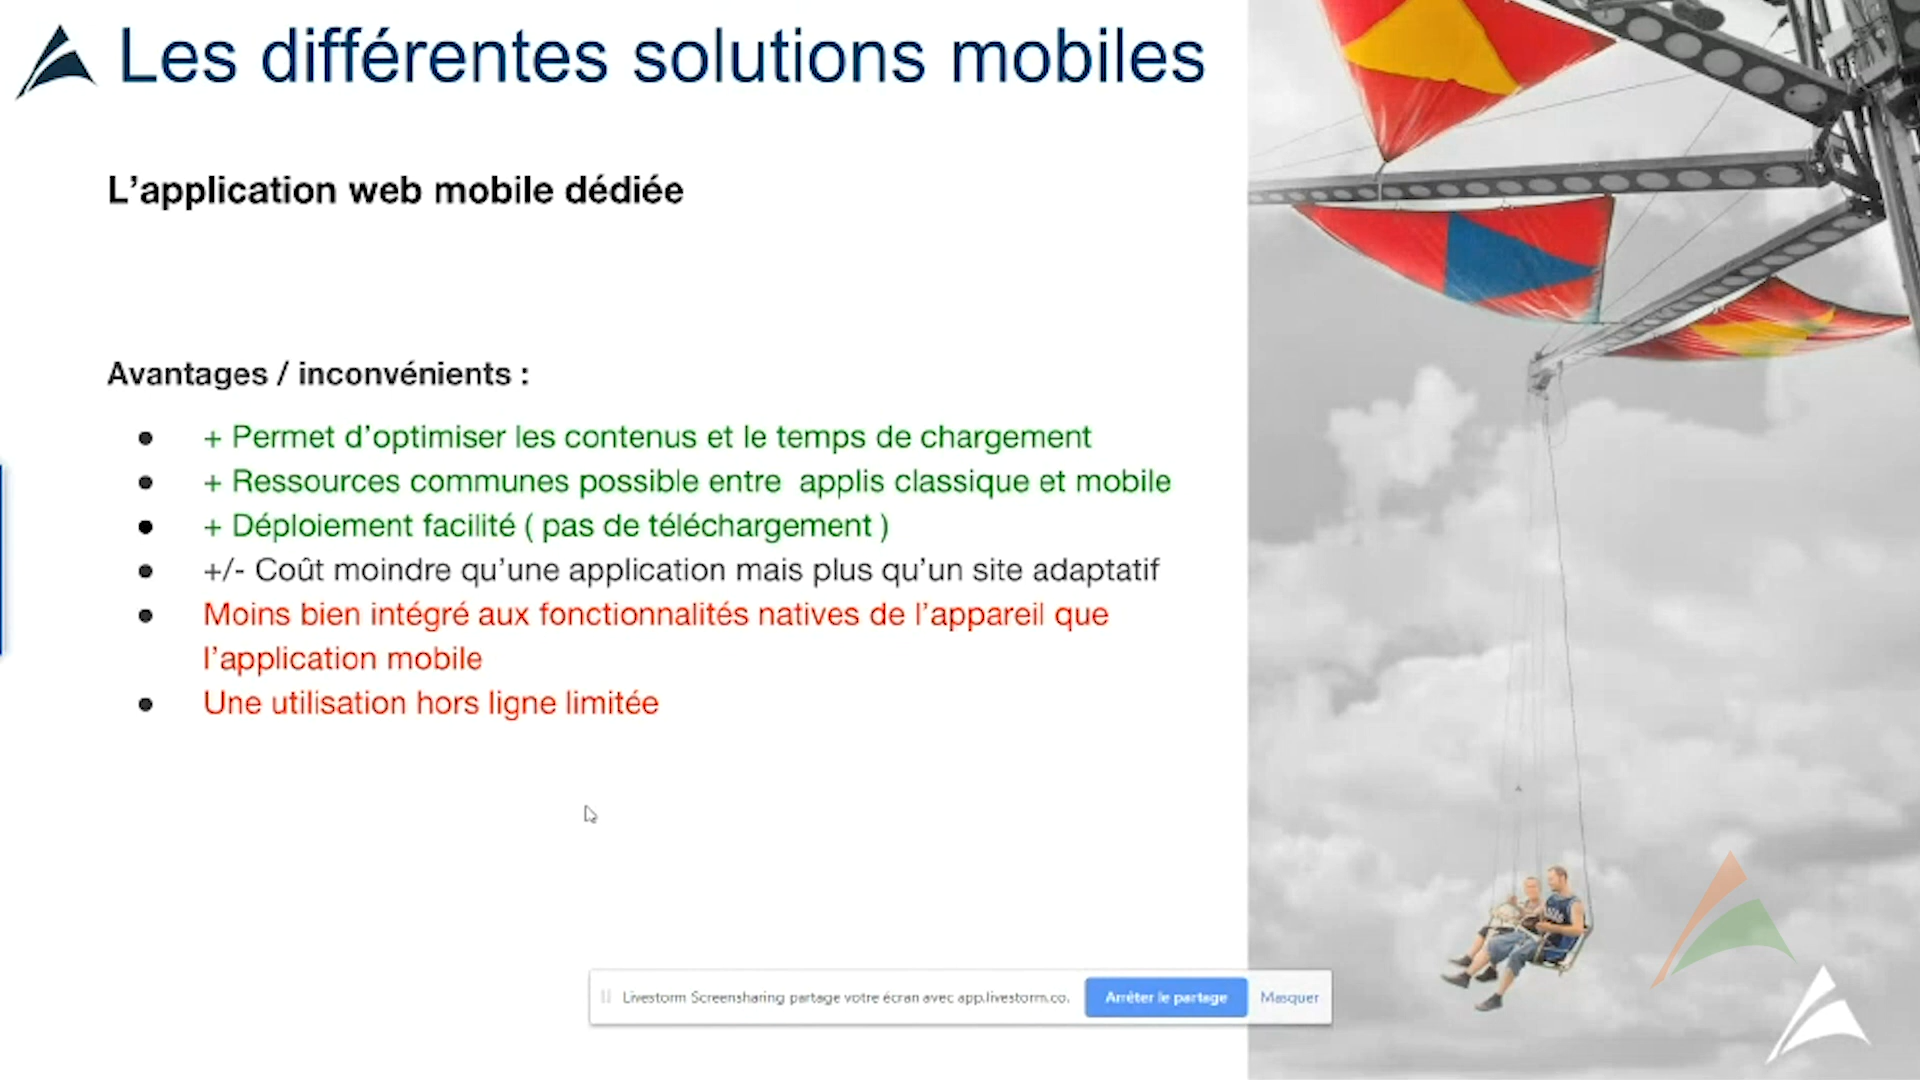 Les différentes solutions mobiles
L’application web mobile dédiée
Avantages / inconvénients :
● + Permet d’optimiser les contenus et le temps de chargement
● + Ressources communes possible entre  applis classique et mobile
● + Déploiement facilité ( pas de téléchargement )
● +/- Coût moindre qu’une application mais plus qu’un site adaptatif
● Moins bien intégré aux fonctionnalités natives de l’appareil que
l’application mobile
● Une utilisation hors ligne limitée
Livestorm Screensharing partage votre écran avec app.livestorm.co. Arrêter le partage Masquer